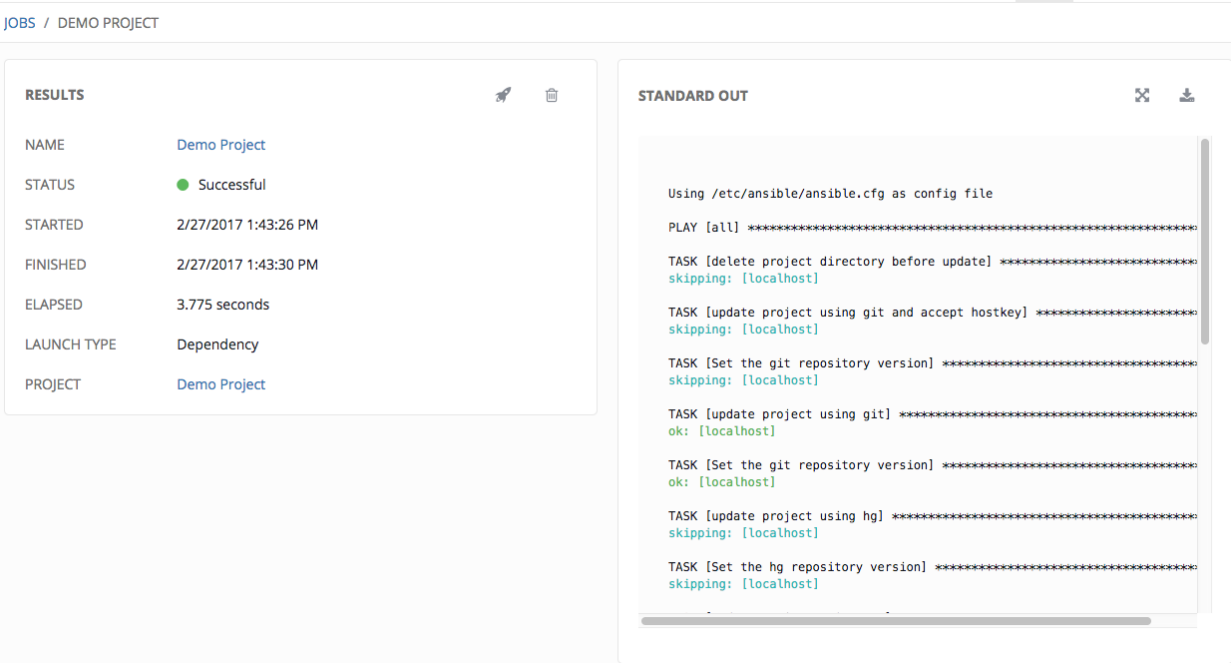 JOBS / DEMO PROJECT
RESULTS
NAME Demo Project
STATUS Successful
STARTED 2/27/2017 1:43:26 PM
FINISHED 2/27/2017 1:43:30 PM
ELAPSED 3.775 seconds
LAUNCH TYPE Dependency
PROJECT Demo Project
STANDARD OUT
Using /etc/ansible/ansible.cfg as config file
PLAY [all] **************************************************************
TASK [delete project directory before update] ***************************
skipping: [localhost]
TASK [update project using git and accept hostkey] **********************
skipping: [localhost]
TASK [Set the git repository version] ***********************************
skipping: [localhost]
TASK [update project using git] *****************************************
ok: [localhost]
TASK [Set the git repository version] ***********************************
ok: [localhost]
TASK [update project using hg] ******************************************
skipping: [localhost]
TASK [Set the hg repository version] ************************************
skipping: [localhost]